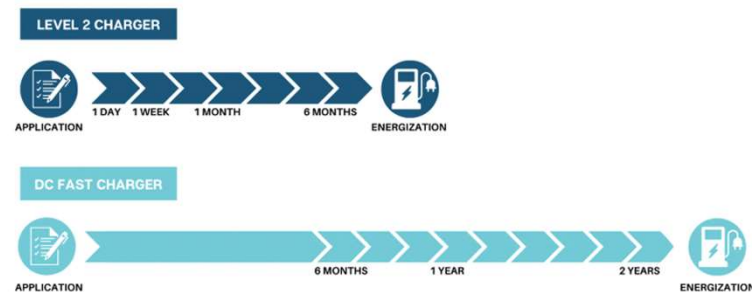 LEVEL 2 CHARGER
1 DAY 1 WEEK 1 MONTH 6 MONTHS
APPLICATION ENERGIZATION
DC FAST CHARGER
6 MONTHS 1 YEAR 2 YEARS
APPLICATION ENERGIZATION